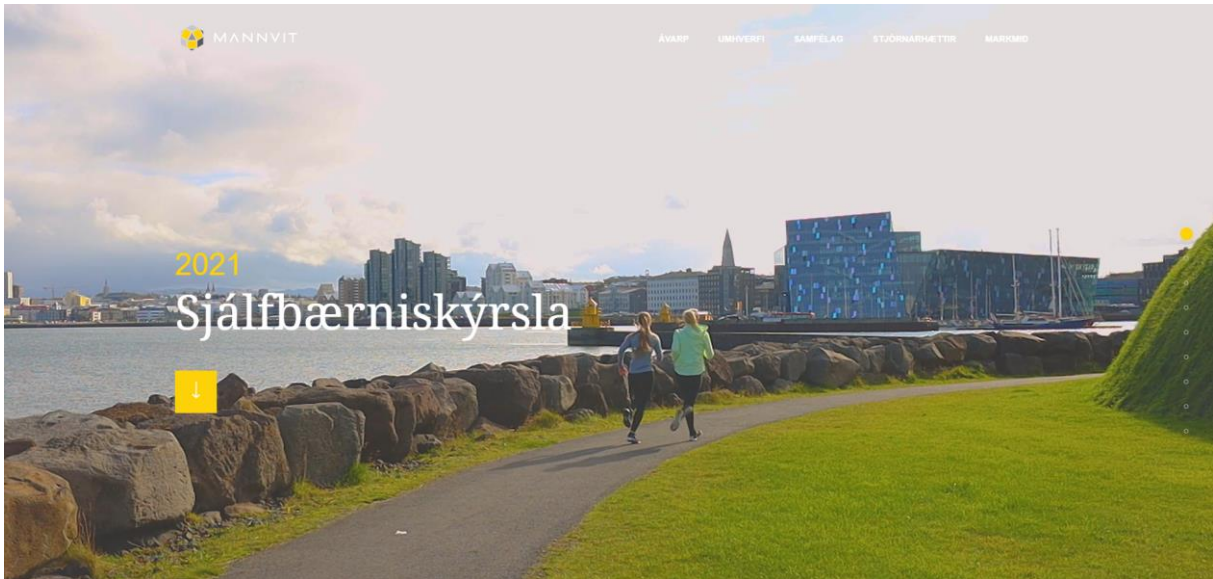 MANNVIT
ÁVARP UMHVERFI SAMFÉLAG STJÓRNARHÆTTIR MARKMIÐ
2021
Sjálfbærniskýrsla